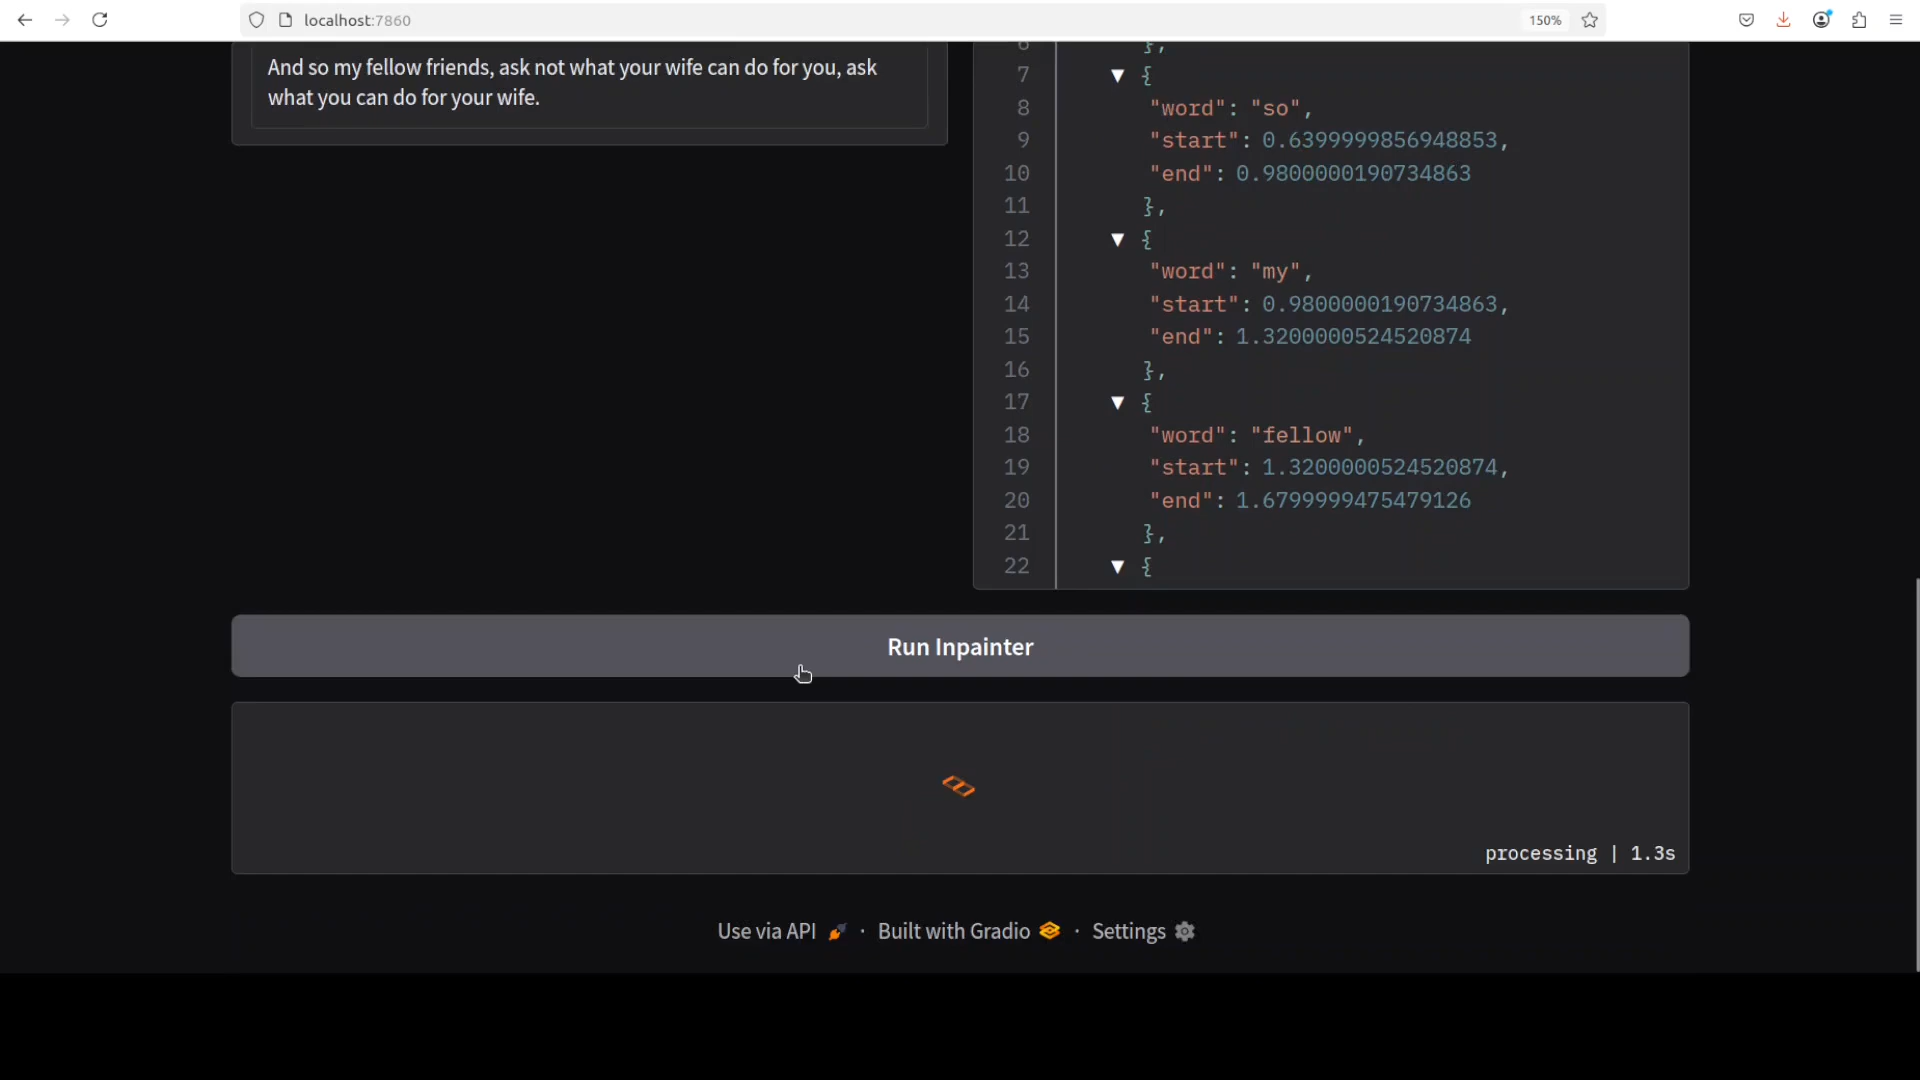 localhost:7860
150%
And so my fellow friends, ask not what your wife can do for you, ask
what you can do for your wife.
6 },
7 ▼ {
8 "word": "so",
9 "start": 0.6399999856948853,
10 "end": 0.9800000190734863
11 },
12 ▼ {
13 "word": "my",
14 "start": 0.9800000190734863,
15 "end": 1.3200000524520874
16 },
17 ▼ {
18 "word": "fellow",
19 "start": 1.3200000524520874,
20 "end": 1.6799999475479126
21 },
22 ▼ {
Run Inpainter
processing | 1.3s
Use via API · Built with Gradio · Settings